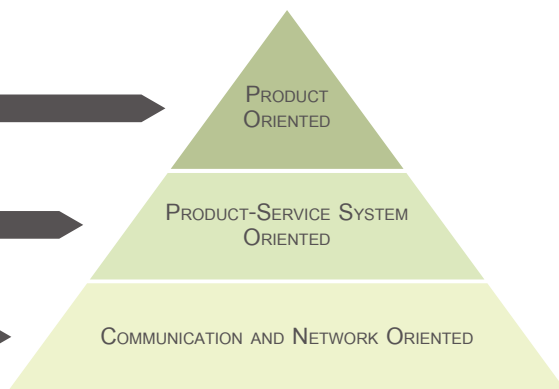 Product
Oriented
Product-Service System
Oriented
Communication and Network Oriented